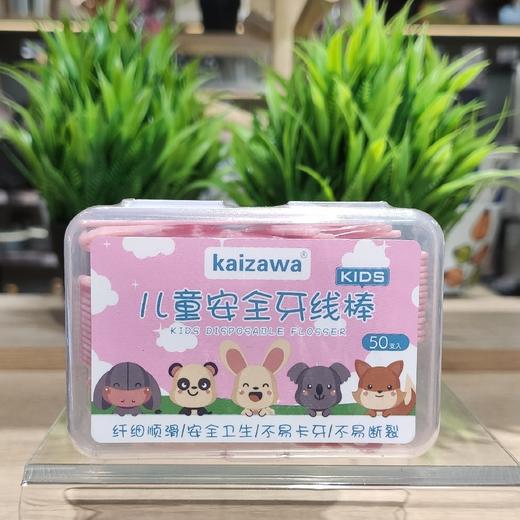 kaizawa®
KIDS
儿童安全牙线棒
KIDS DISPOSABLE FLOSSER
50支入
纤细顺滑/安全卫生/不易卡牙/不易断裂